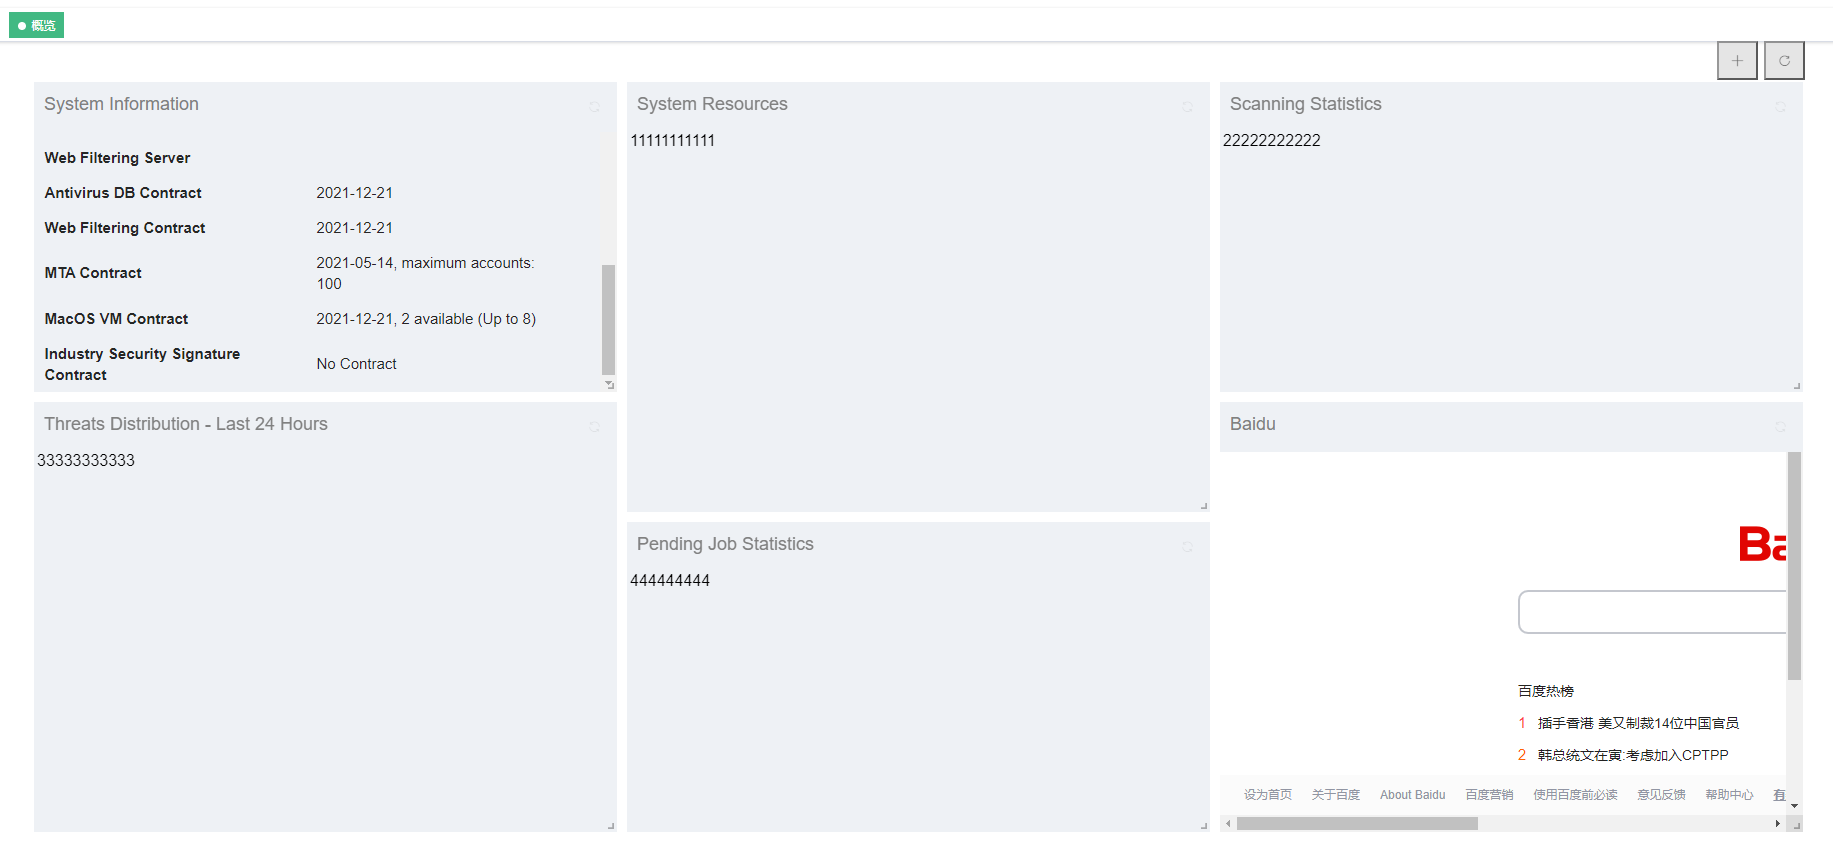 概览
System Information
Web Filtering Server
Antivirus DB Contract 2021-12-21
Web Filtering Contract 2021-12-21
MTA Contract 2021-05-14, maximum accounts:
100
MacOS VM Contract 2021-12-21, 2 available (Up to 8)
Industry Security Signature
Contract
No Contract
System Resources
11111111111
Scanning Statistics
22222222222
Threats Distribution - Last 24 Hours
33333333333
Pending Job Statistics
444444444
Baidu
Ba
百度热榜
1 插手香港 美又制裁14位中国官员
2 韩总统文在寅:考虑加入CPTPP
设为首页 关于百度 About Baidu 百度营销 使用百度前必读 意见反馈 帮助中心 有